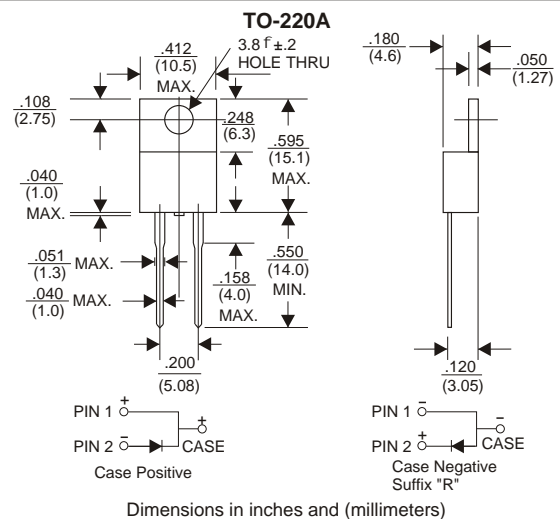 TO-220A
.412
(10.5)
MAX.
3.8 f ±.2
HOLE THRU
.180
(4.6)
.050
(1.27)
.108
(2.75)
.248
(6.3)
.595
(15.1)
MAX.
.040
(1.0)
MAX.
.051
(1.3) MAX.
.040
(1.0) MAX.
.158
(4.0)
MAX.
.550
(14.0)
MIN.
.200
(5.08)
.120
(3.05)
PIN 1 +
PIN 2 -
+
CASE
Case Positive
PIN 1 -
PIN 2 +
-
CASE
Case Negative
Suffix "R"
Dimensions in inches and (millimeters)